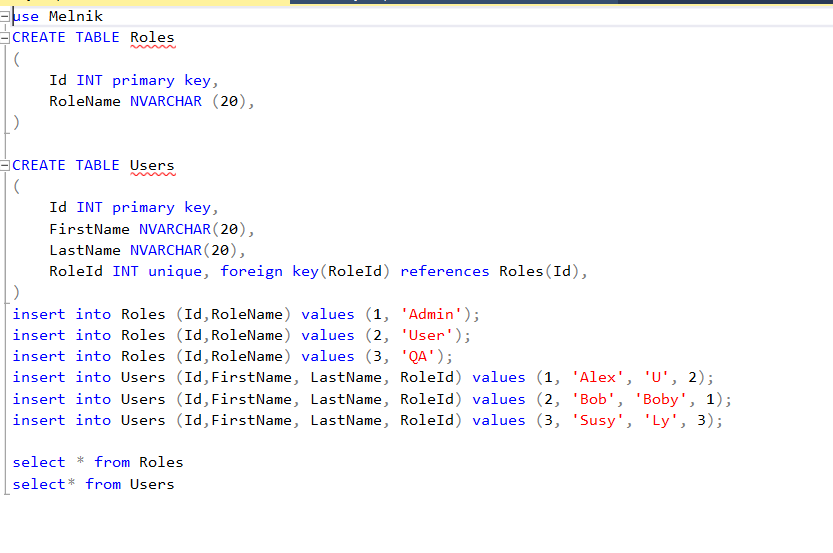 use Melnik
CREATE TABLE Roles
(
    Id INT primary key,
    RoleName NVARCHAR (20),
)

CREATE TABLE Users
(
    Id INT primary key,
    FirstName NVARCHAR(20),
    LastName NVARCHAR(20),
    RoleId INT unique, foreign key(RoleId) references Roles(Id),
)
insert into Roles (Id,RoleName) values (1, 'Admin');
insert into Roles (Id,RoleName) values (2, 'User');
insert into Roles (Id,RoleName) values (3, 'QA');
insert into Users (Id,FirstName, LastName, RoleId) values (1, 'Alex', 'U', 2);
insert into Users (Id,FirstName, LastName, RoleId) values (2, 'Bob', 'Boby', 1);
insert into Users (Id,FirstName, LastName, RoleId) values (3, 'Susy', 'Ly', 3);

select * from Roles
select* from Users